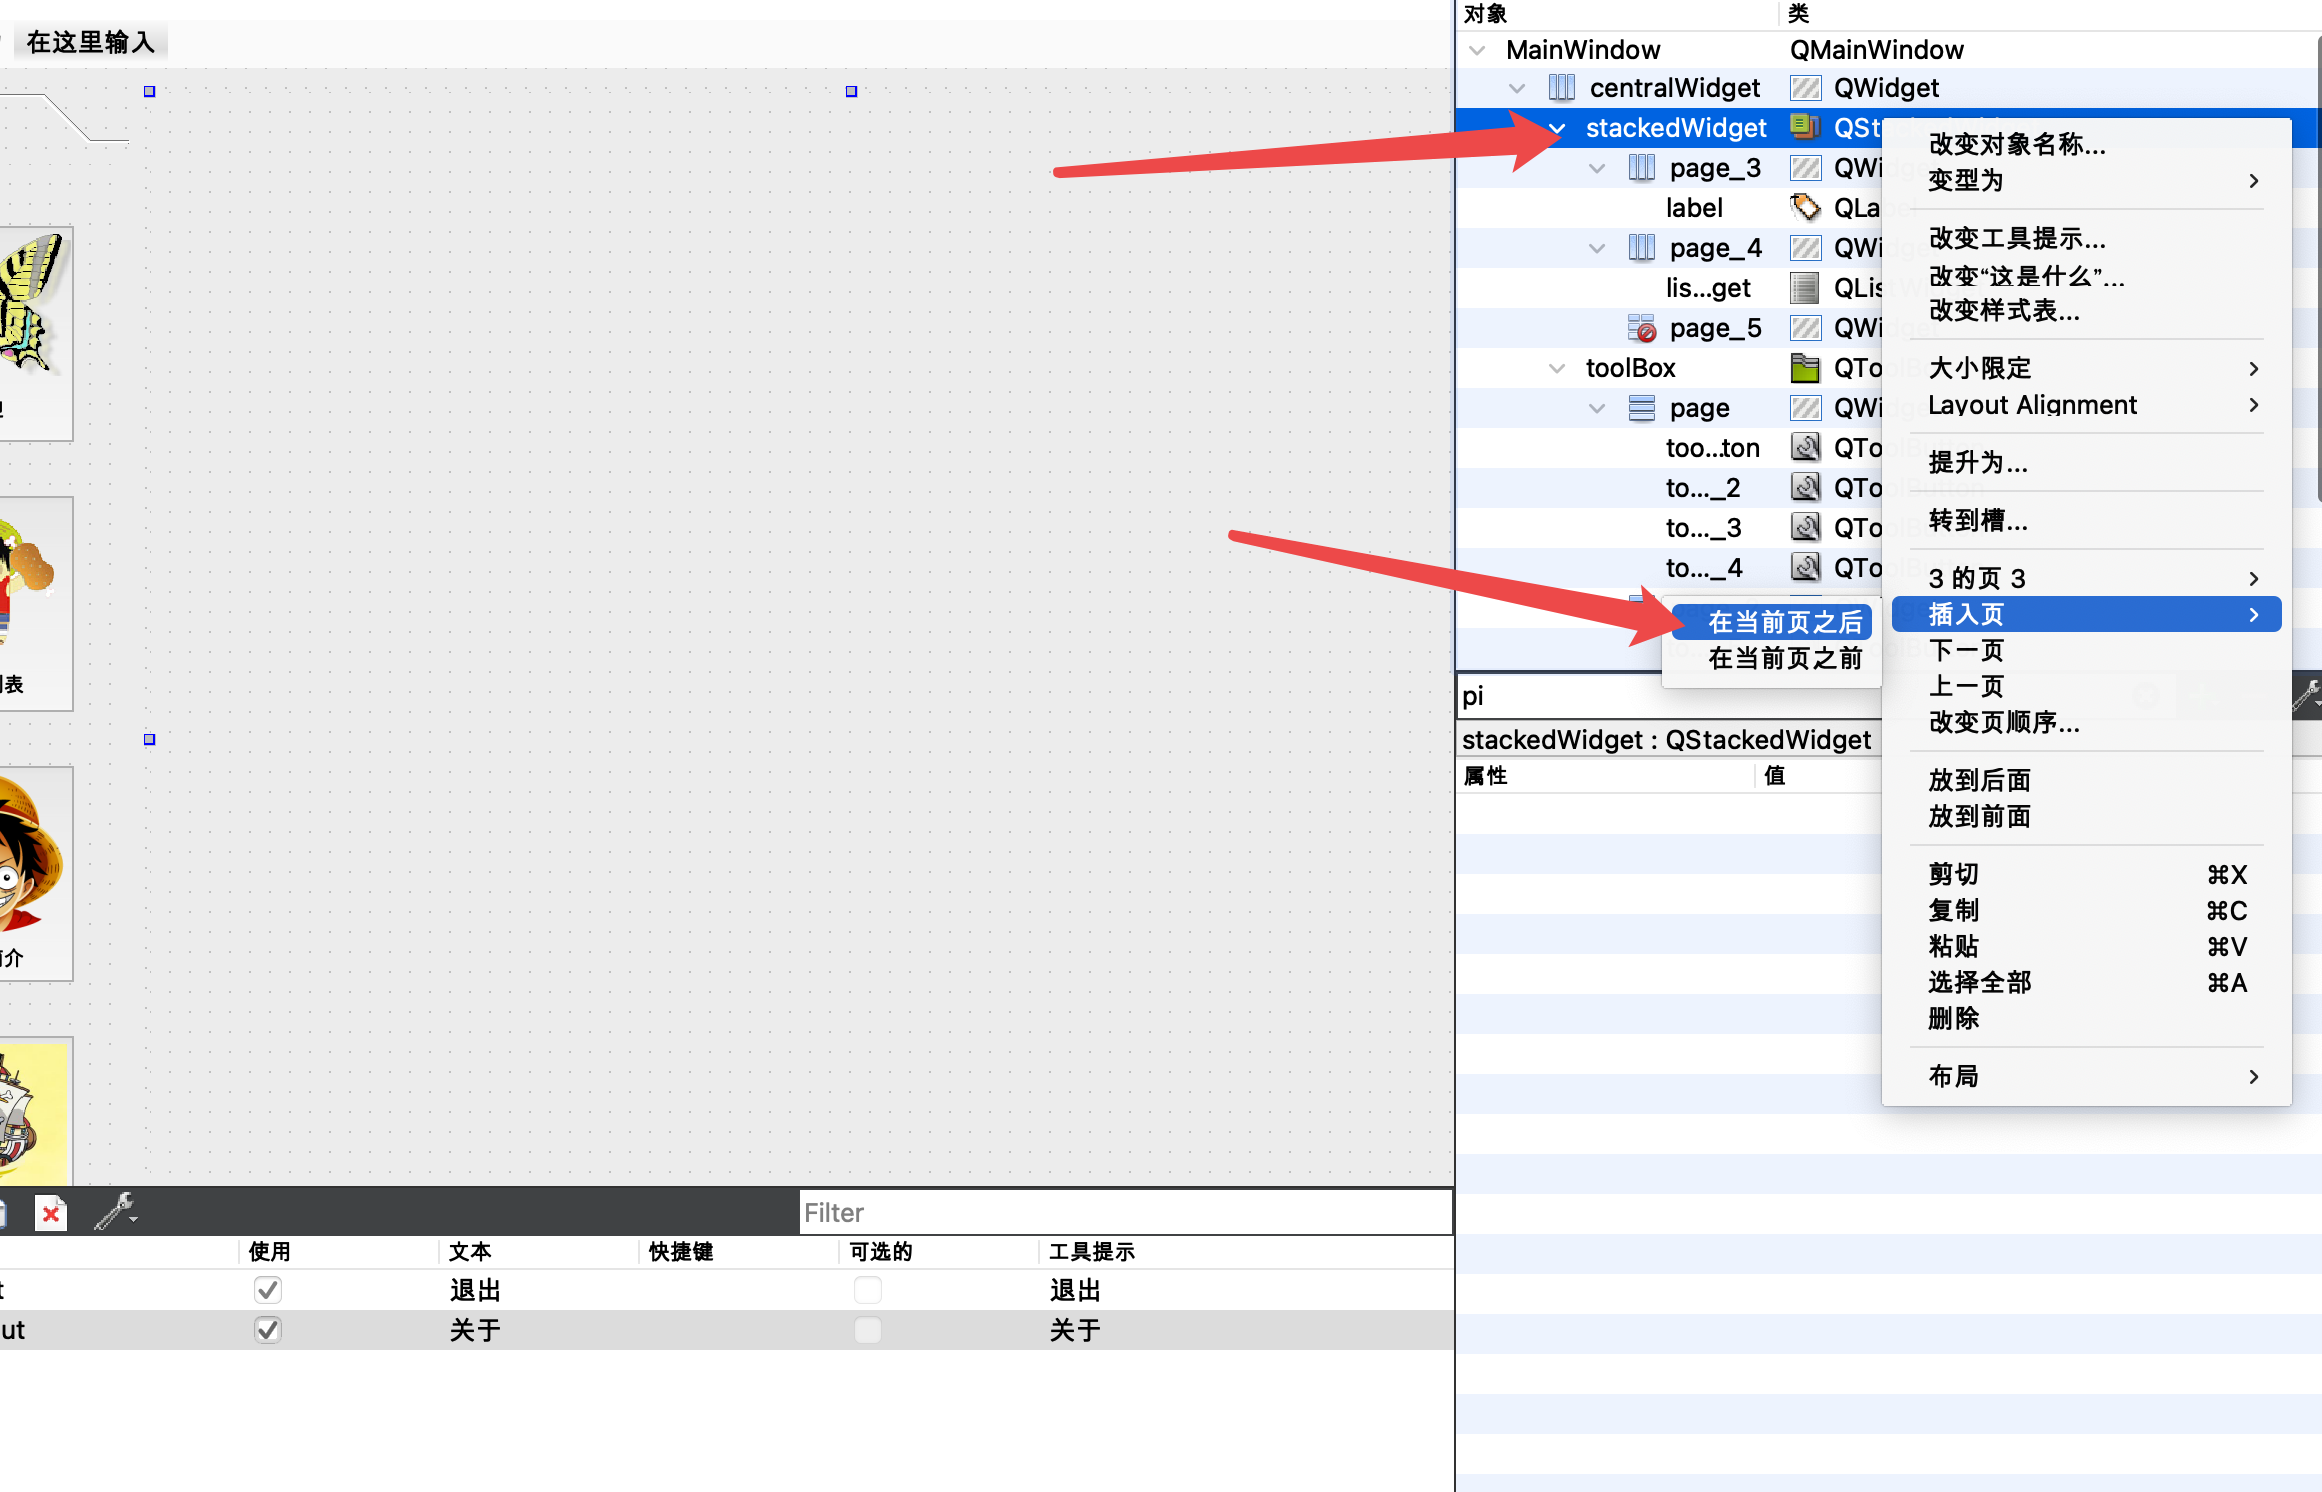 在这里输入
表
介
Filter
使用 文本 快捷键 可选的 工具提示
退出 退出
ut 关于 关于
对象 类
MainWindow QMainWindow
centralWidget QWidget
stackedWidget QSt
page_3 QWi
label QLa
page_4 QWi
lis...get QLis
page_5 QWi
toolBox QToo
page QWi
too...ton QToo
to..._2 QToo
to..._3 QToo
to..._4 QToo
pi
stackedWidget : QStackedWidget
属性 值
改变对象名称...
变型为
改变工具提示...
改变“这是什么”...
改变样式表...
大小限定
Layout Alignment
提升为...
转到槽...
3 的页 3
插入页
在当前页之后
在当前页之前
下一页
上一页
改变页顺序...
放到后面
放到前面
剪切 ⌘X
复制 ⌘C
粘贴 ⌘V
选择全部 ⌘A
删除
布局